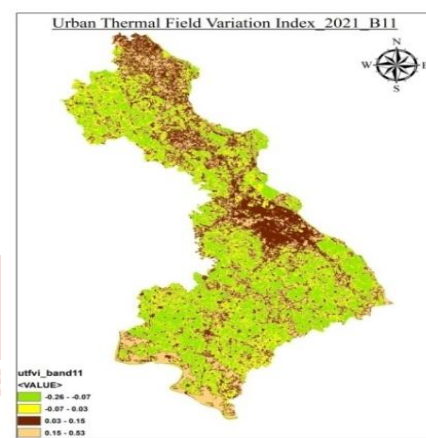 Urban Thermal Field Variation Index_2021_B11
N
W E
S
utfvi_band11
<VALUE>
-0.26 - -0.07
-0.07 - 0.03
0.03 - 0.15
0.15 - 0.53